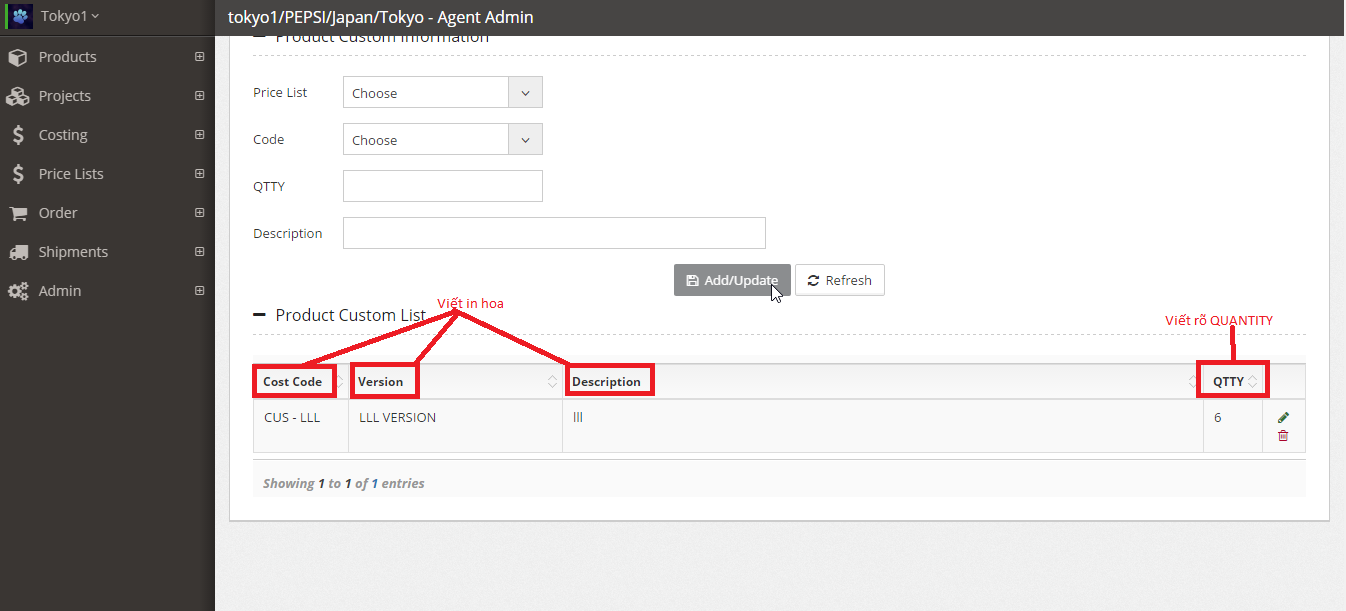 Tokyo1
tokyo1/PEPSI/Japan/Tokyo - Agent Admin
Products
Projects
Costing
Price Lists
Order
Shipments
Admin
Product Custom Information
Price List
Choose
Code
Choose
QTTY
Description
Add/Update
Refresh
Viết in hoa
Product Custom List
Viết rõ QUANTITY
Cost Code Version Description QTTY
CUS - LLL LLL VERSION lll 6
Showing 1 to 1 of 1 entries